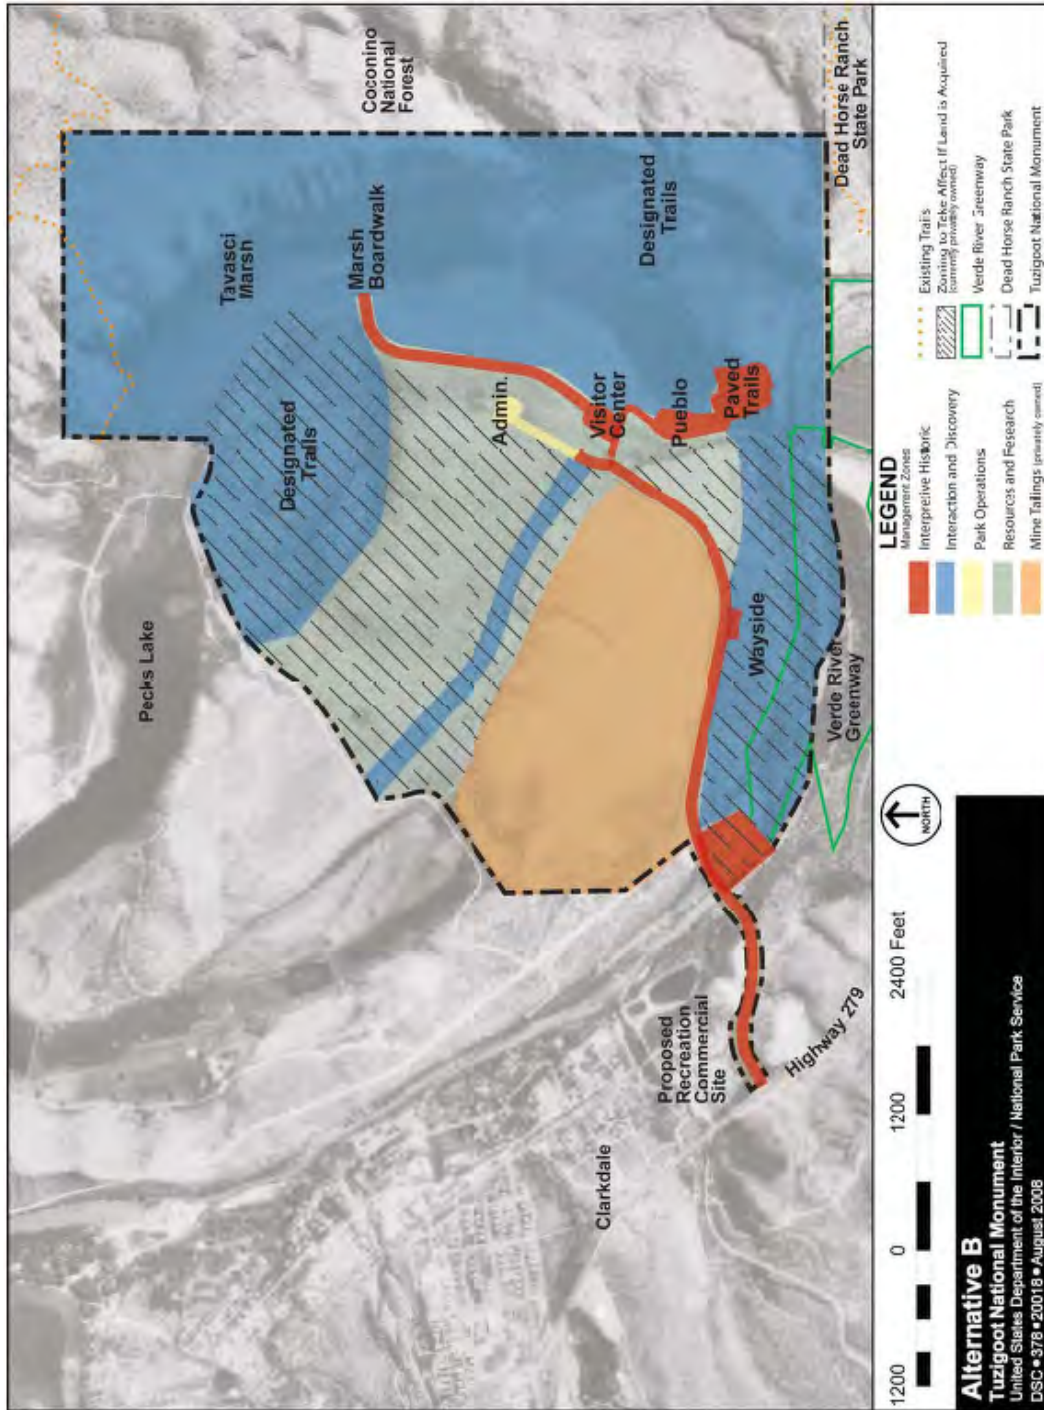 Coconino
National
Forest
Tavasci
Marsh
Marsh
Boardwalk
Designated
Trails
Designated
Trails
Pecks Lake
Admin.
Visitor
Center
Pueblo
Paved
Trails
Wayside
Verde River
Greenway
Dead Horse Ranch
State Park
Clarkdale
Proposed
Recreation
Commercial
Site
Highway 279
1200
0
1200
2400 Feet
NORTH
Alternative B
Tuzigoot National Monument
United States Department of the Interior / National Park Service
DSC • 378 • 20018 • August 2008
LEGEND
Management Zones
Interpretive Historic
Interaction and Discovery
Park Operations
Resources and Research
Mine Tailings (privately owned)
Existing Trails
Zoning to Take Affect If Land is Acquired
(currently privately owned)
Verde River Greenway
Dead Horse Ranch State Park
Tuzigoot National Monument